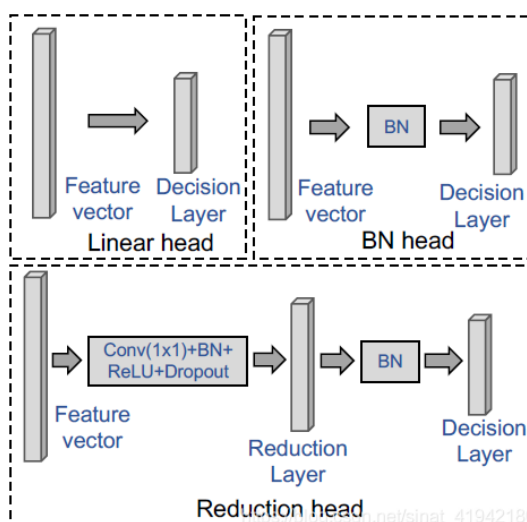 Feature
vector
Decision
Layer
Linear head
BN
Feature
vector
Decision
Layer
BN head
Conv(1x1)+BN+
ReLU+Dropout
BN
Feature
vector
Reduction
Layer
Decision
Layer
Reduction head